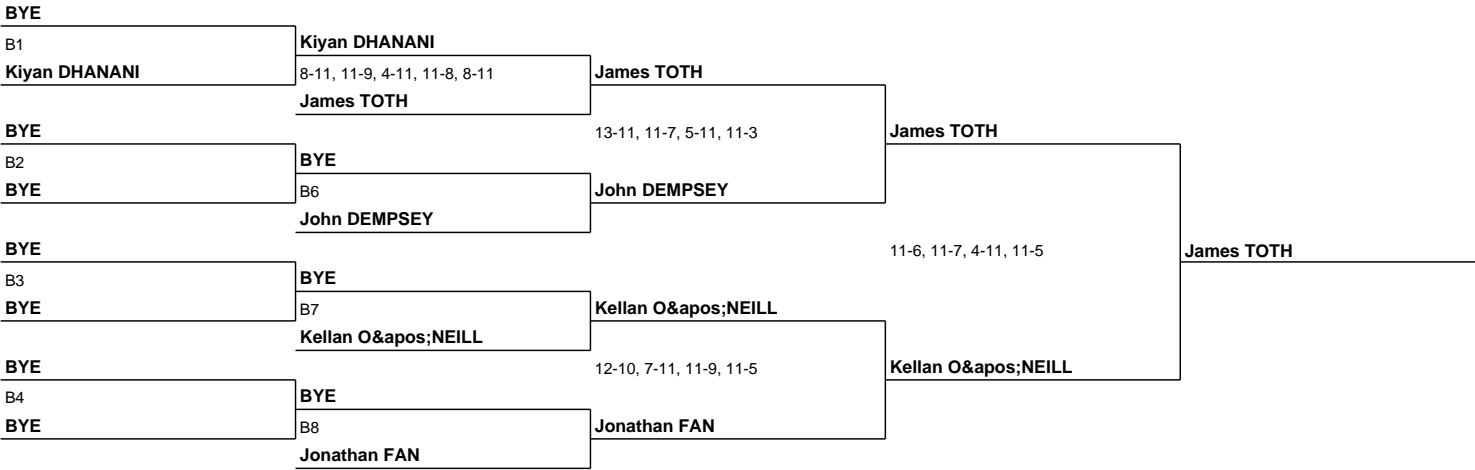 BYE
B1
Kiyan DHANANI
Kiyan DHANANI
8-11, 11-9, 4-11, 11-8, 8-11
James TOTH
James TOTH
BYE
B2
BYE
BYE
B6
John DEMPSEY
13-11, 11-7, 5-11, 11-3
John DEMPSEY
James TOTH
BYE
B3
BYE
BYE
B7
Kellan O&apos;NEILL
Kellan O&apos;NEILL
BYE
B4
BYE
BYE
B8
Jonathan FAN
12-10, 7-11, 11-9, 11-5
Jonathan FAN
Kellan O&apos;NEILL
11-6, 11-7, 4-11, 11-5
James TOTH